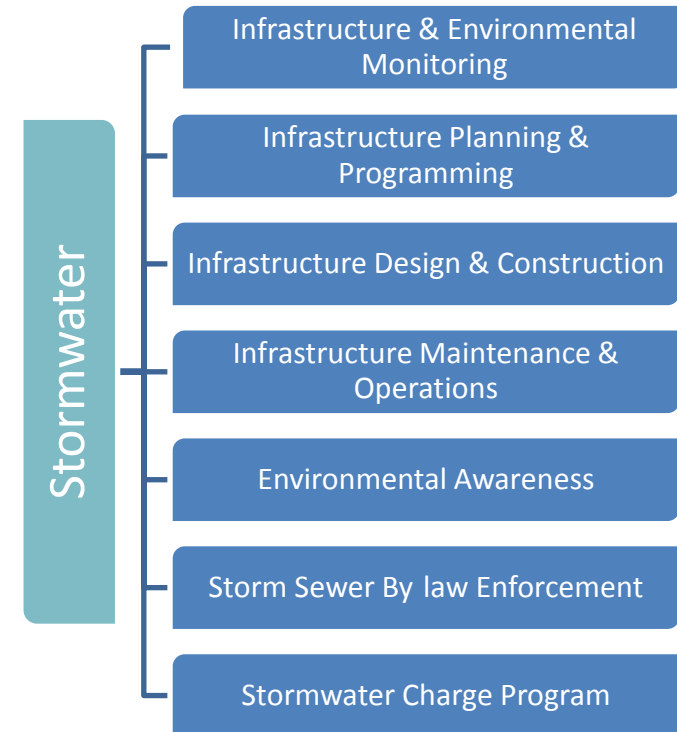 Stormwater
Infrastructure & Environmental
Monitoring
Infrastructure Planning &
Programming
Infrastructure Design & Construction
Infrastructure Maintenance &
Operations
Environmental Awareness
Storm Sewer By law Enforcement
Stormwater Charge Program